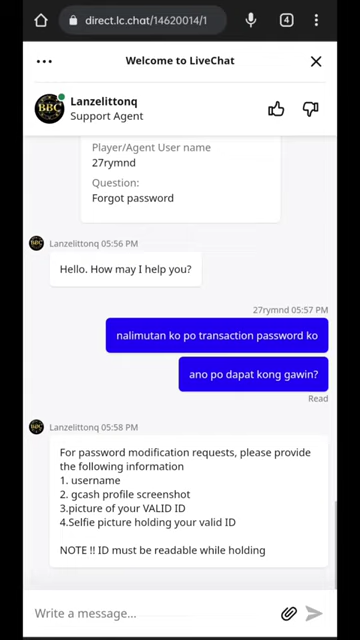 direct.lc.chat/14620014/1
4
Welcome to LiveChat
BBC
Lanzelittonq
Support Agent
Player/Agent User name
27rymnd
Question:
Forgot password
Lanzelittonq 05:56 PM
Hello. How may I help you?
27rymnd 05:57 PM
nalimutan ko po transaction password ko
ano po dapat kong gawin?
Read
Lanzelittonq 05:58 PM
For password modification requests, please provide
the following information
1. username
2. gcash profile screenshot
3.picture of your VALID ID
4.Selfie picture holding your valid ID
NOTE !! ID must be readable while holding
Write a message...